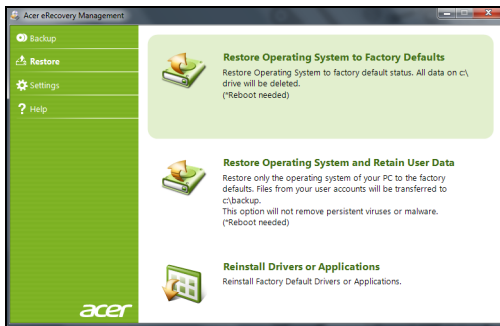 Acer eRecovery Management
Backup
Restore
Settings
Help
Restore Operating System to Factory Defaults
Restore Operating System to factory default status. All data on c:\
drive will be deleted.
(*Reboot needed)
Restore Operating System and Retain User Data
Restore only the operating system of your PC to the factory
defaults. Files from your user accounts will be transferred to
c:\backup.
This option will not remove persistent viruses or malware.
(*Reboot needed)
Reinstall Drivers or Applications
Reinstall Factory Default Drivers or Applications.
acer